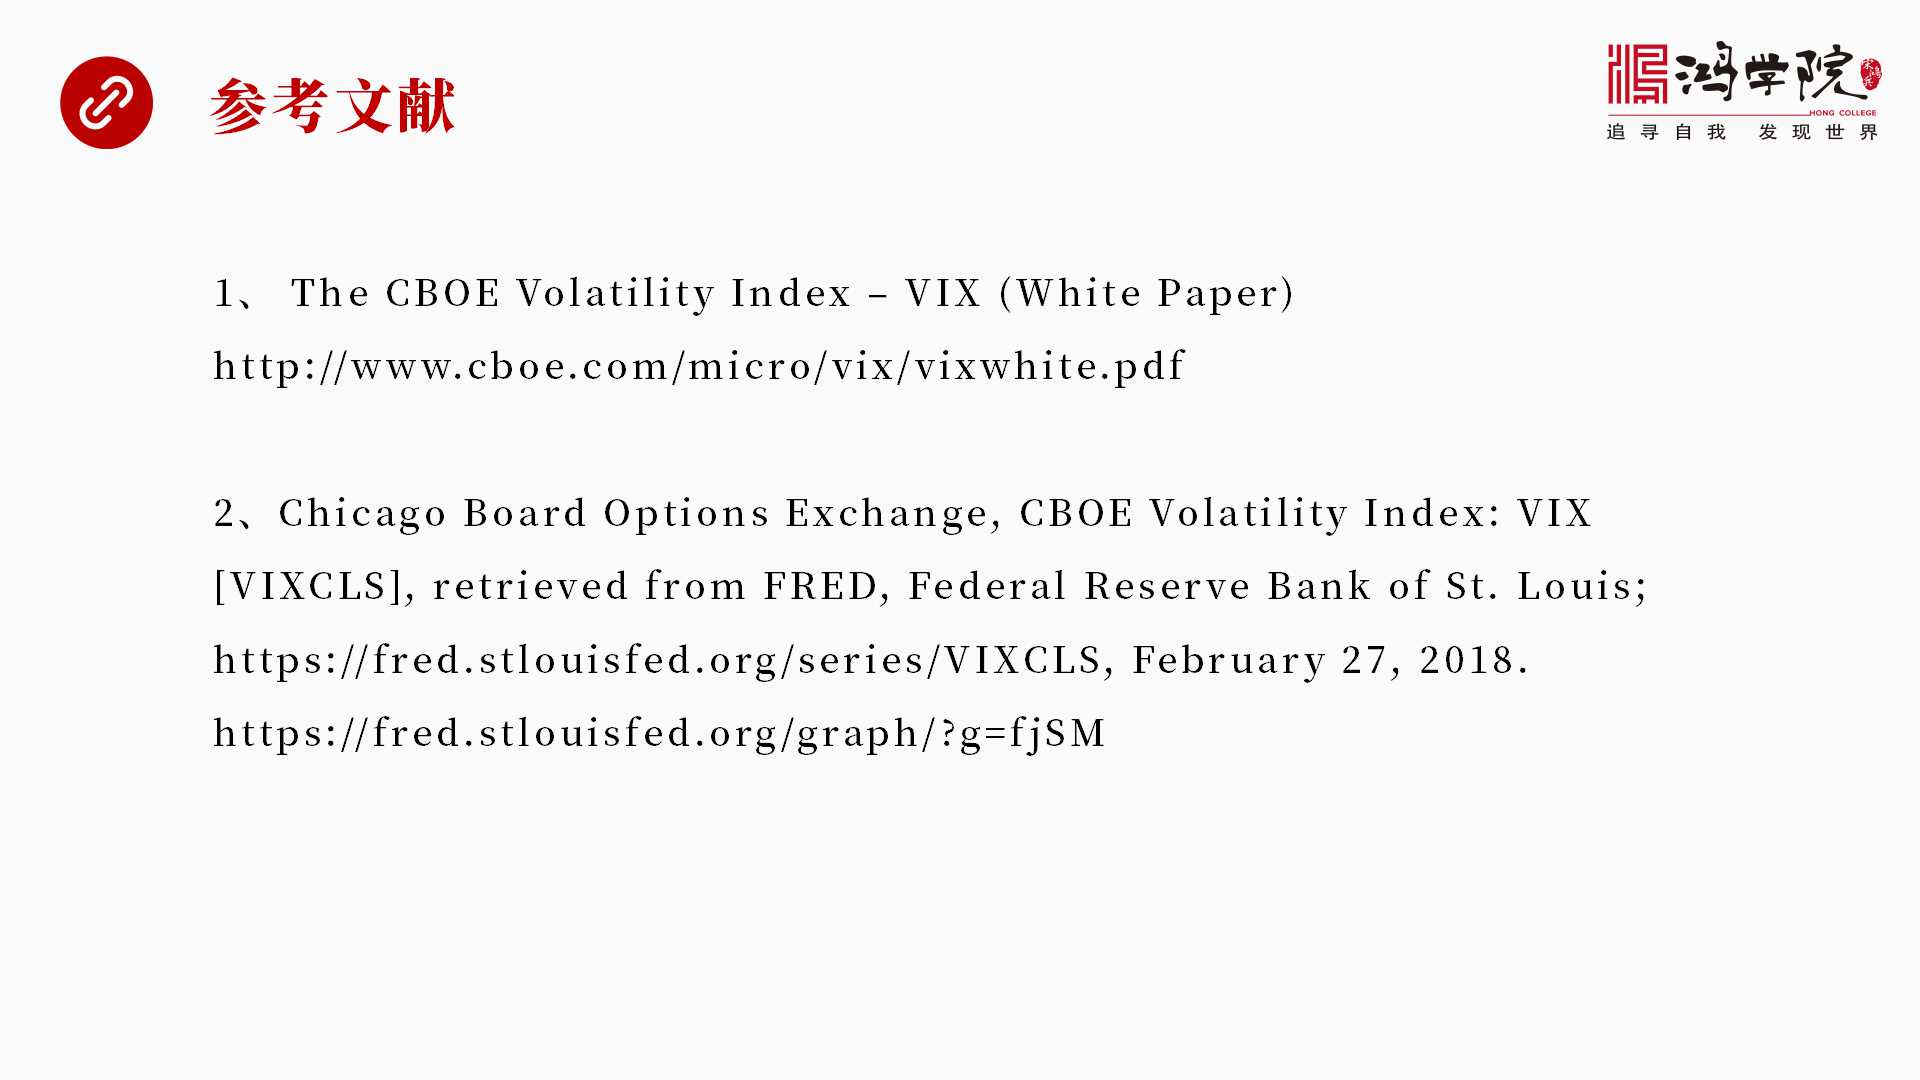 参考文献
鸿学院
宋鸿兵
HONG COLLEGE
追寻自我 发现世界
1、 The CBOE Volatility Index – VIX (White Paper)
http://www.cboe.com/micro/vix/vixwhite.pdf
2、Chicago Board Options Exchange, CBOE Volatility Index: VIX
[VIXCLS], retrieved from FRED, Federal Reserve Bank of St. Louis;
https://fred.stlouisfed.org/series/VIXCLS, February 27, 2018.
https://fred.stlouisfed.org/graph/?g=fjSM